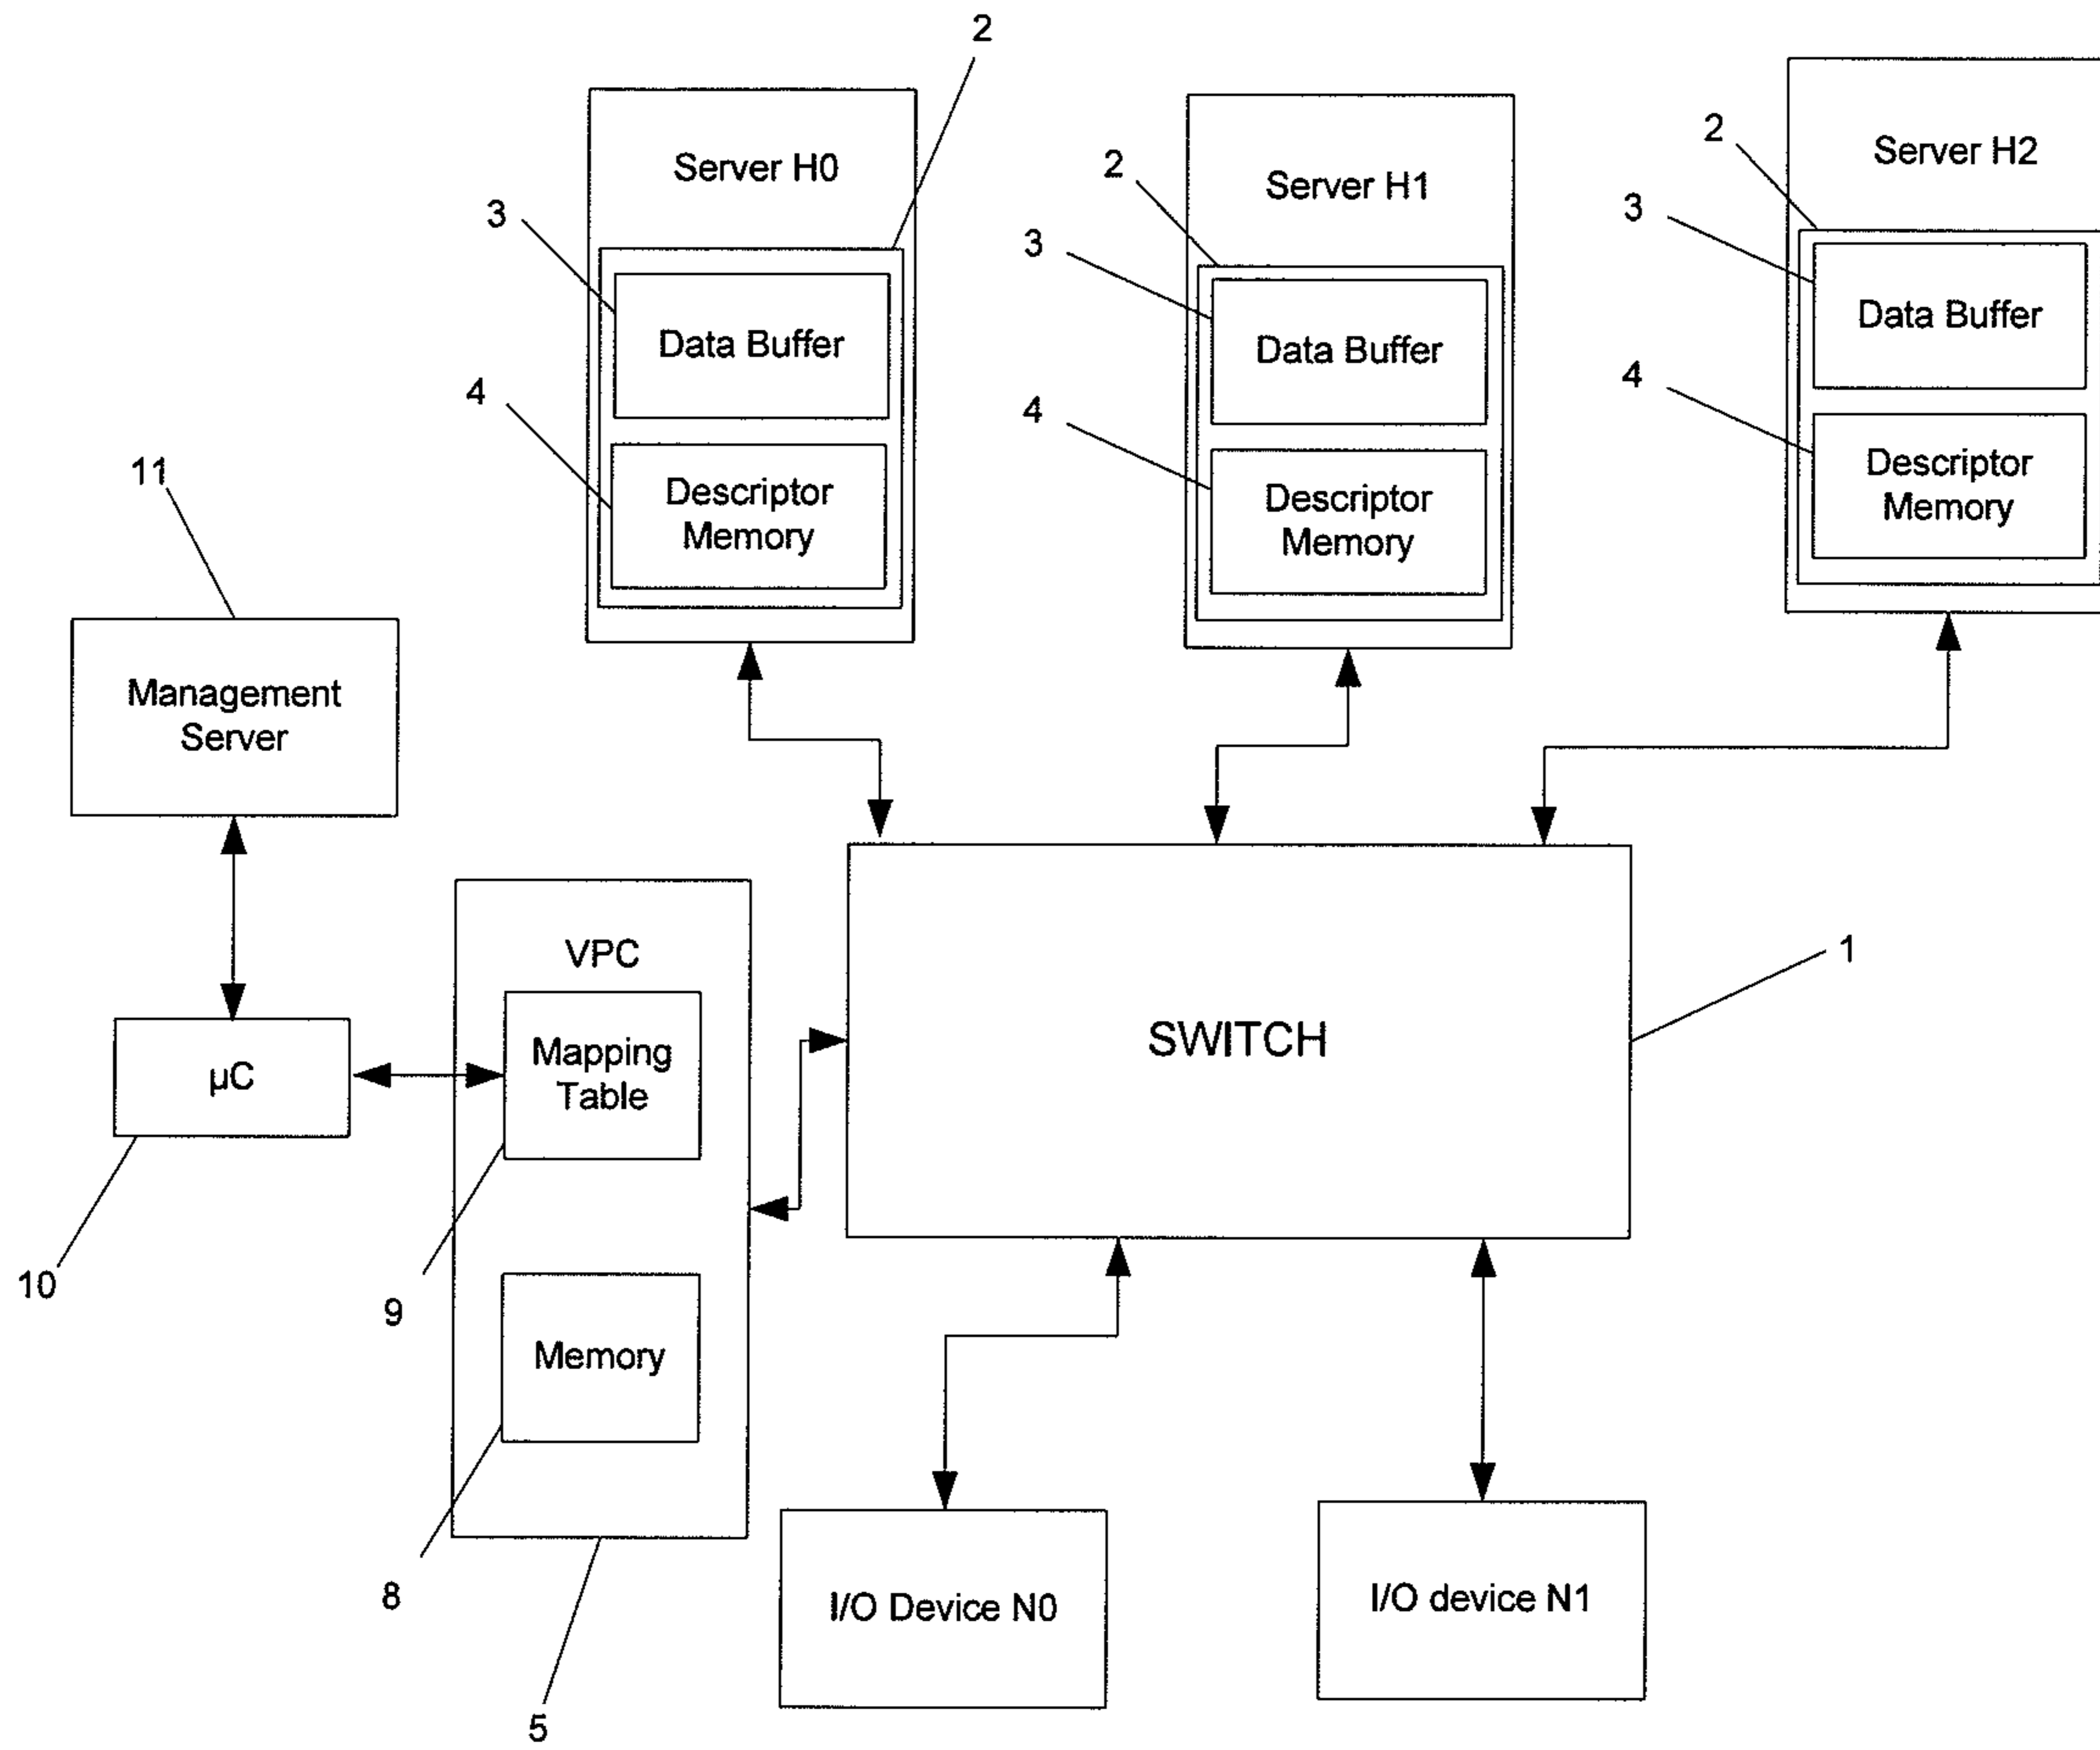 2
Server H0
3
Data Buffer
4
Descriptor
Memory
2
Server H1
3
Data Buffer
4
Descriptor
Memory
2
Server H2
3
Data Buffer
4
Descriptor
Memory
11
Management
Server
VPC
Mapping
Table
µC
10
9
Memory
8
5
SWITCH
1
I/O Device N0
I/O device N1